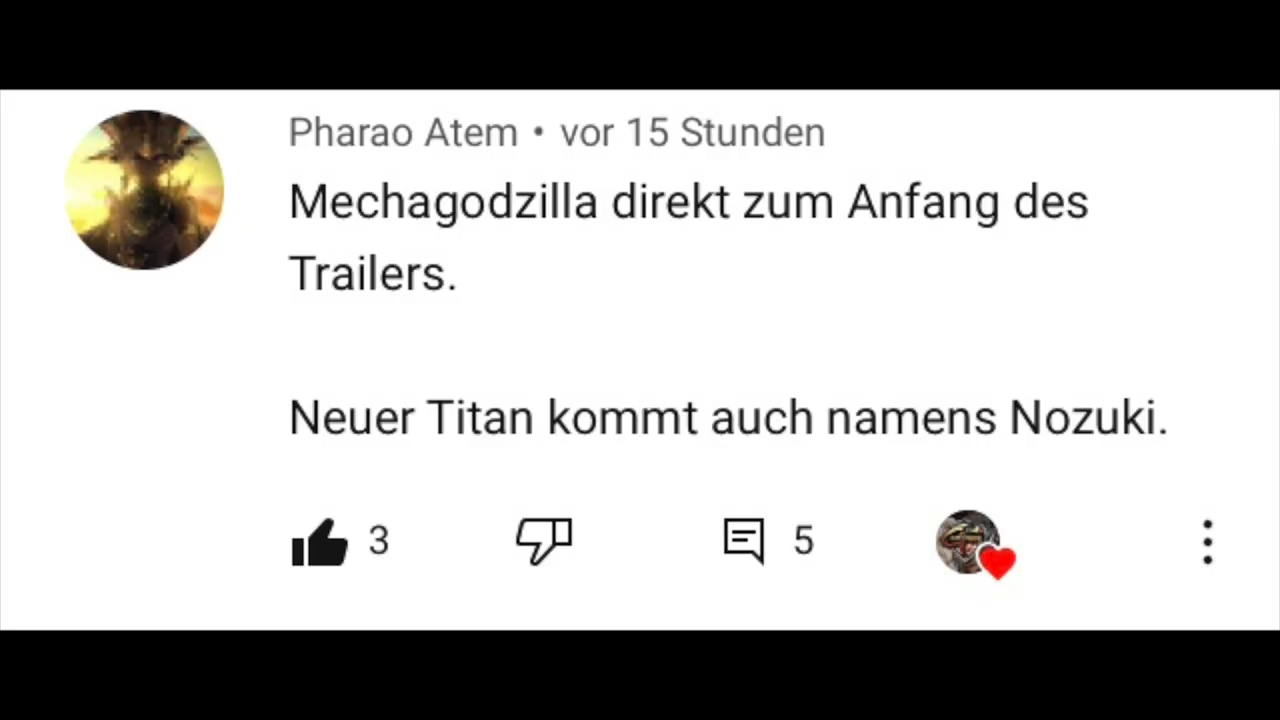 Pharao Atem • vor 15 Stunden
Mechagodzilla direkt zum Anfang des
Trailers.
Neuer Titan kommt auch namens Nozuki.
3 5